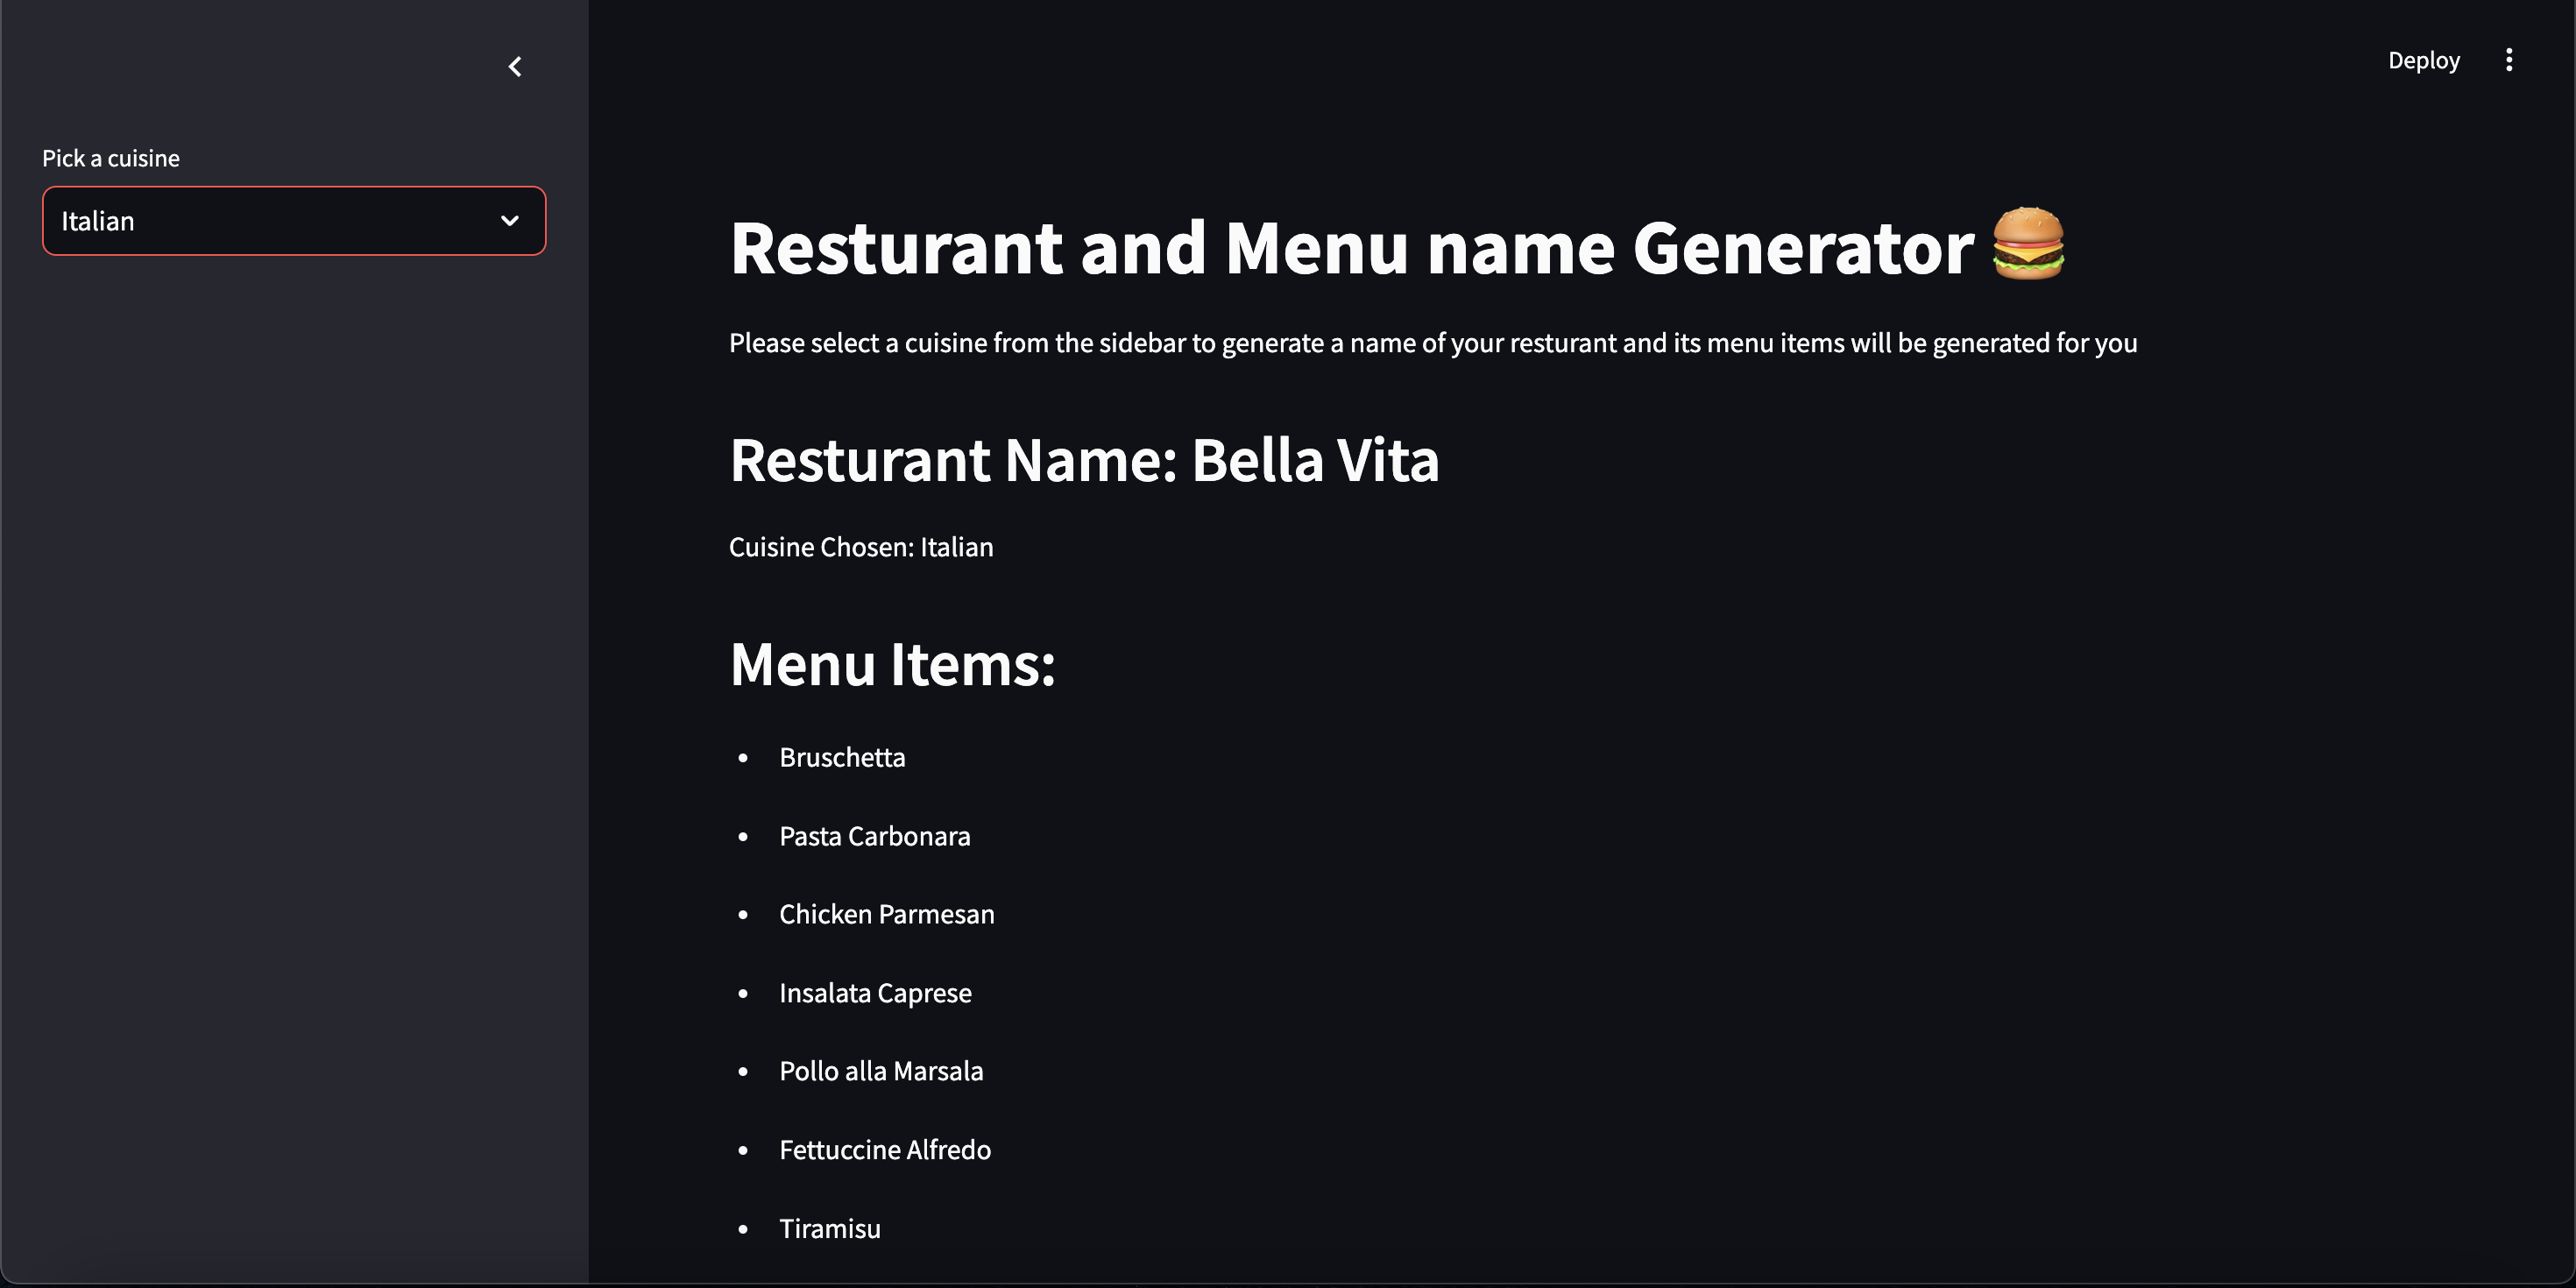 Pick a cuisine
Italian
Deploy
Resturant and Menu name Generator 🍔
Please select a cuisine from the sidebar to generate a name of your resturant and its menu items will be generated for you
Resturant Name: Bella Vita
Cuisine Chosen: Italian
Menu Items:
• Bruschetta
• Pasta Carbonara
• Chicken Parmesan
• Insalata Caprese
• Pollo alla Marsala
• Fettuccine Alfredo
• Tiramisu